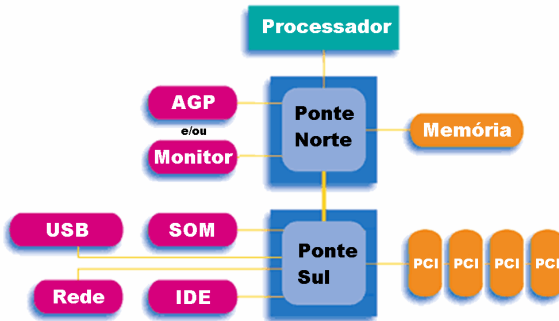 Processador
AGP
e/ou
Monitor
Ponte
Norte
Memória
USB
SOM
Rede
IDE
Ponte
Sul
PCI
PCI
PCI
PCI